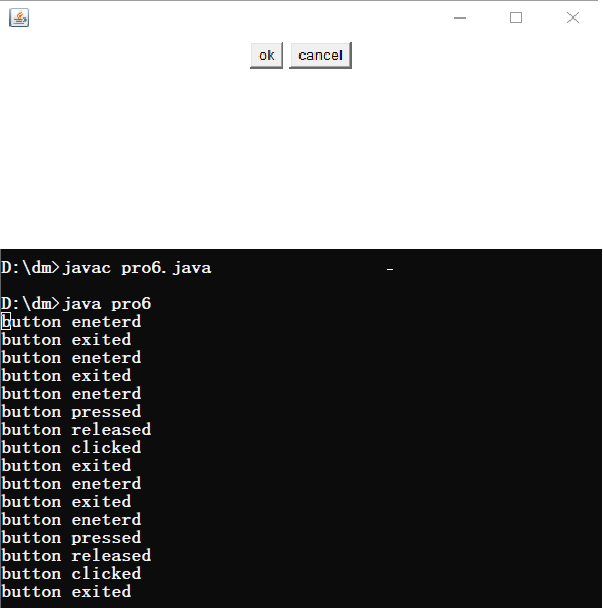 ok cancel
D:\dm>javac pro6.java
D:\dm>java pro6
button eneterd
button exited
button eneterd
button exited
button eneterd
button pressed
button released
button clicked
button exited
button eneterd
button exited
button eneterd
button pressed
button released
button clicked
button exited